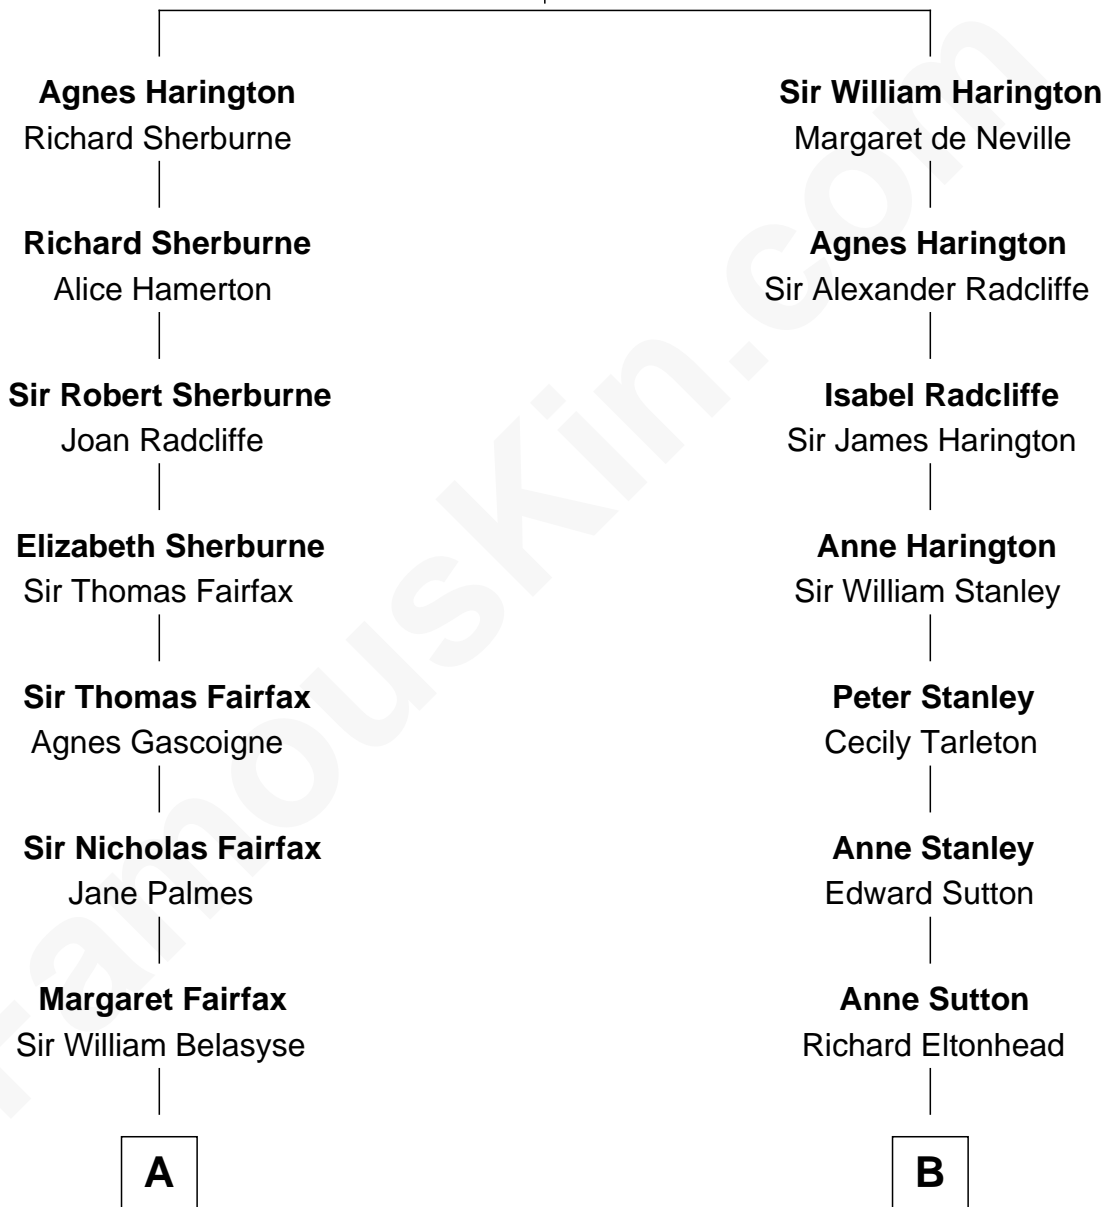 Agnes Harington
Richard Sherburne
Sir William Harington
Margaret de Neville
Richard Sherburne
Alice Hamerton
Agnes Harington
Sir Alexander Radcliffe
Sir Robert Sherburne
Joan Radcliffe
Isabel Radcliffe
Sir James Harington
Elizabeth Sherburne
Sir Thomas Fairfax
Anne Harington
Sir William Stanley
Sir Thomas Fairfax
Agnes Gascoigne
Peter Stanley
Cecily Tarleton
Sir Nicholas Fairfax
Jane Palmes
Anne Stanley
Edward Sutton
Margaret Fairfax
Sir William Belasyse
Anne Sutton
Richard Eltonhead
A
B
FamousKin.com